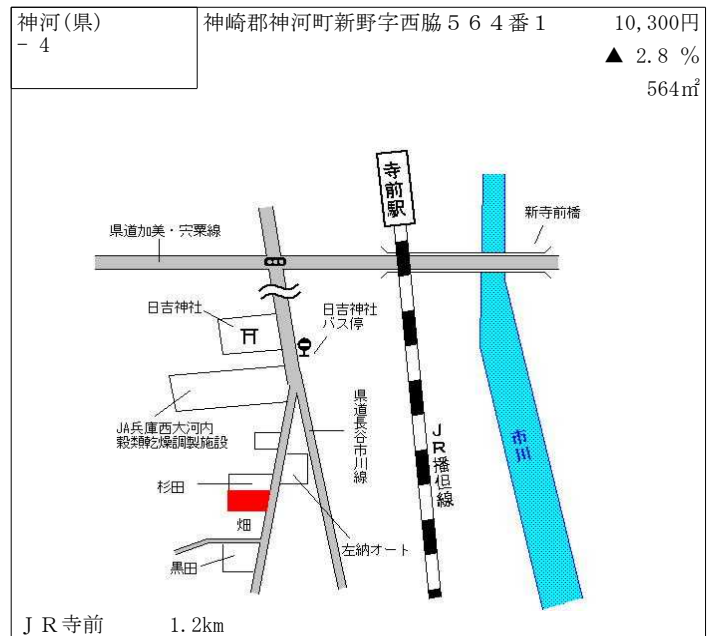 神河(県)
- 4
神崎郡神河町新野字西脇５６４番１
10,300円
▲ 2.8 %
564㎡
寺前駅
新寺前橋
県道加美・宍粟線
日吉神社
日吉神社
バス停
県道長谷市川線
JA兵庫西大河内
穀類乾燥調製施設
ＪＲ播但線
市川
杉田
畑
左納オート
黒田
ＪＲ寺前 1.2km